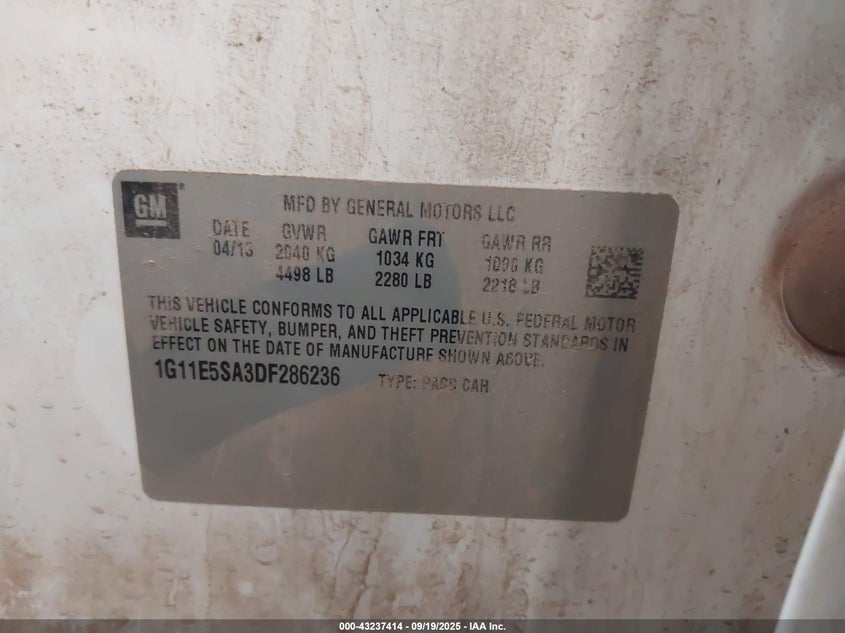 GM
MFD BY GENERAL MOTORS LLC
DATE GVWR GAWR FRT GAWR RR
04/13 2040 KG 1034 KG 1006 KG
4498 LB 2280 LB 2218 LB
THIS VEHICLE CONFORMS TO ALL APPLICABLE U.S. FEDERAL MOTOR
VEHICLE SAFETY, BUMPER, AND THEFT PREVENTION STANDARDS IN
EFFECT ON THE DATE OF MANUFACTURE SHOWN ABOVE.
1G11E5SA3DF286236 TYPE: PASS CAR
000-43237414 - 09/19/2025 - IAA Inc.